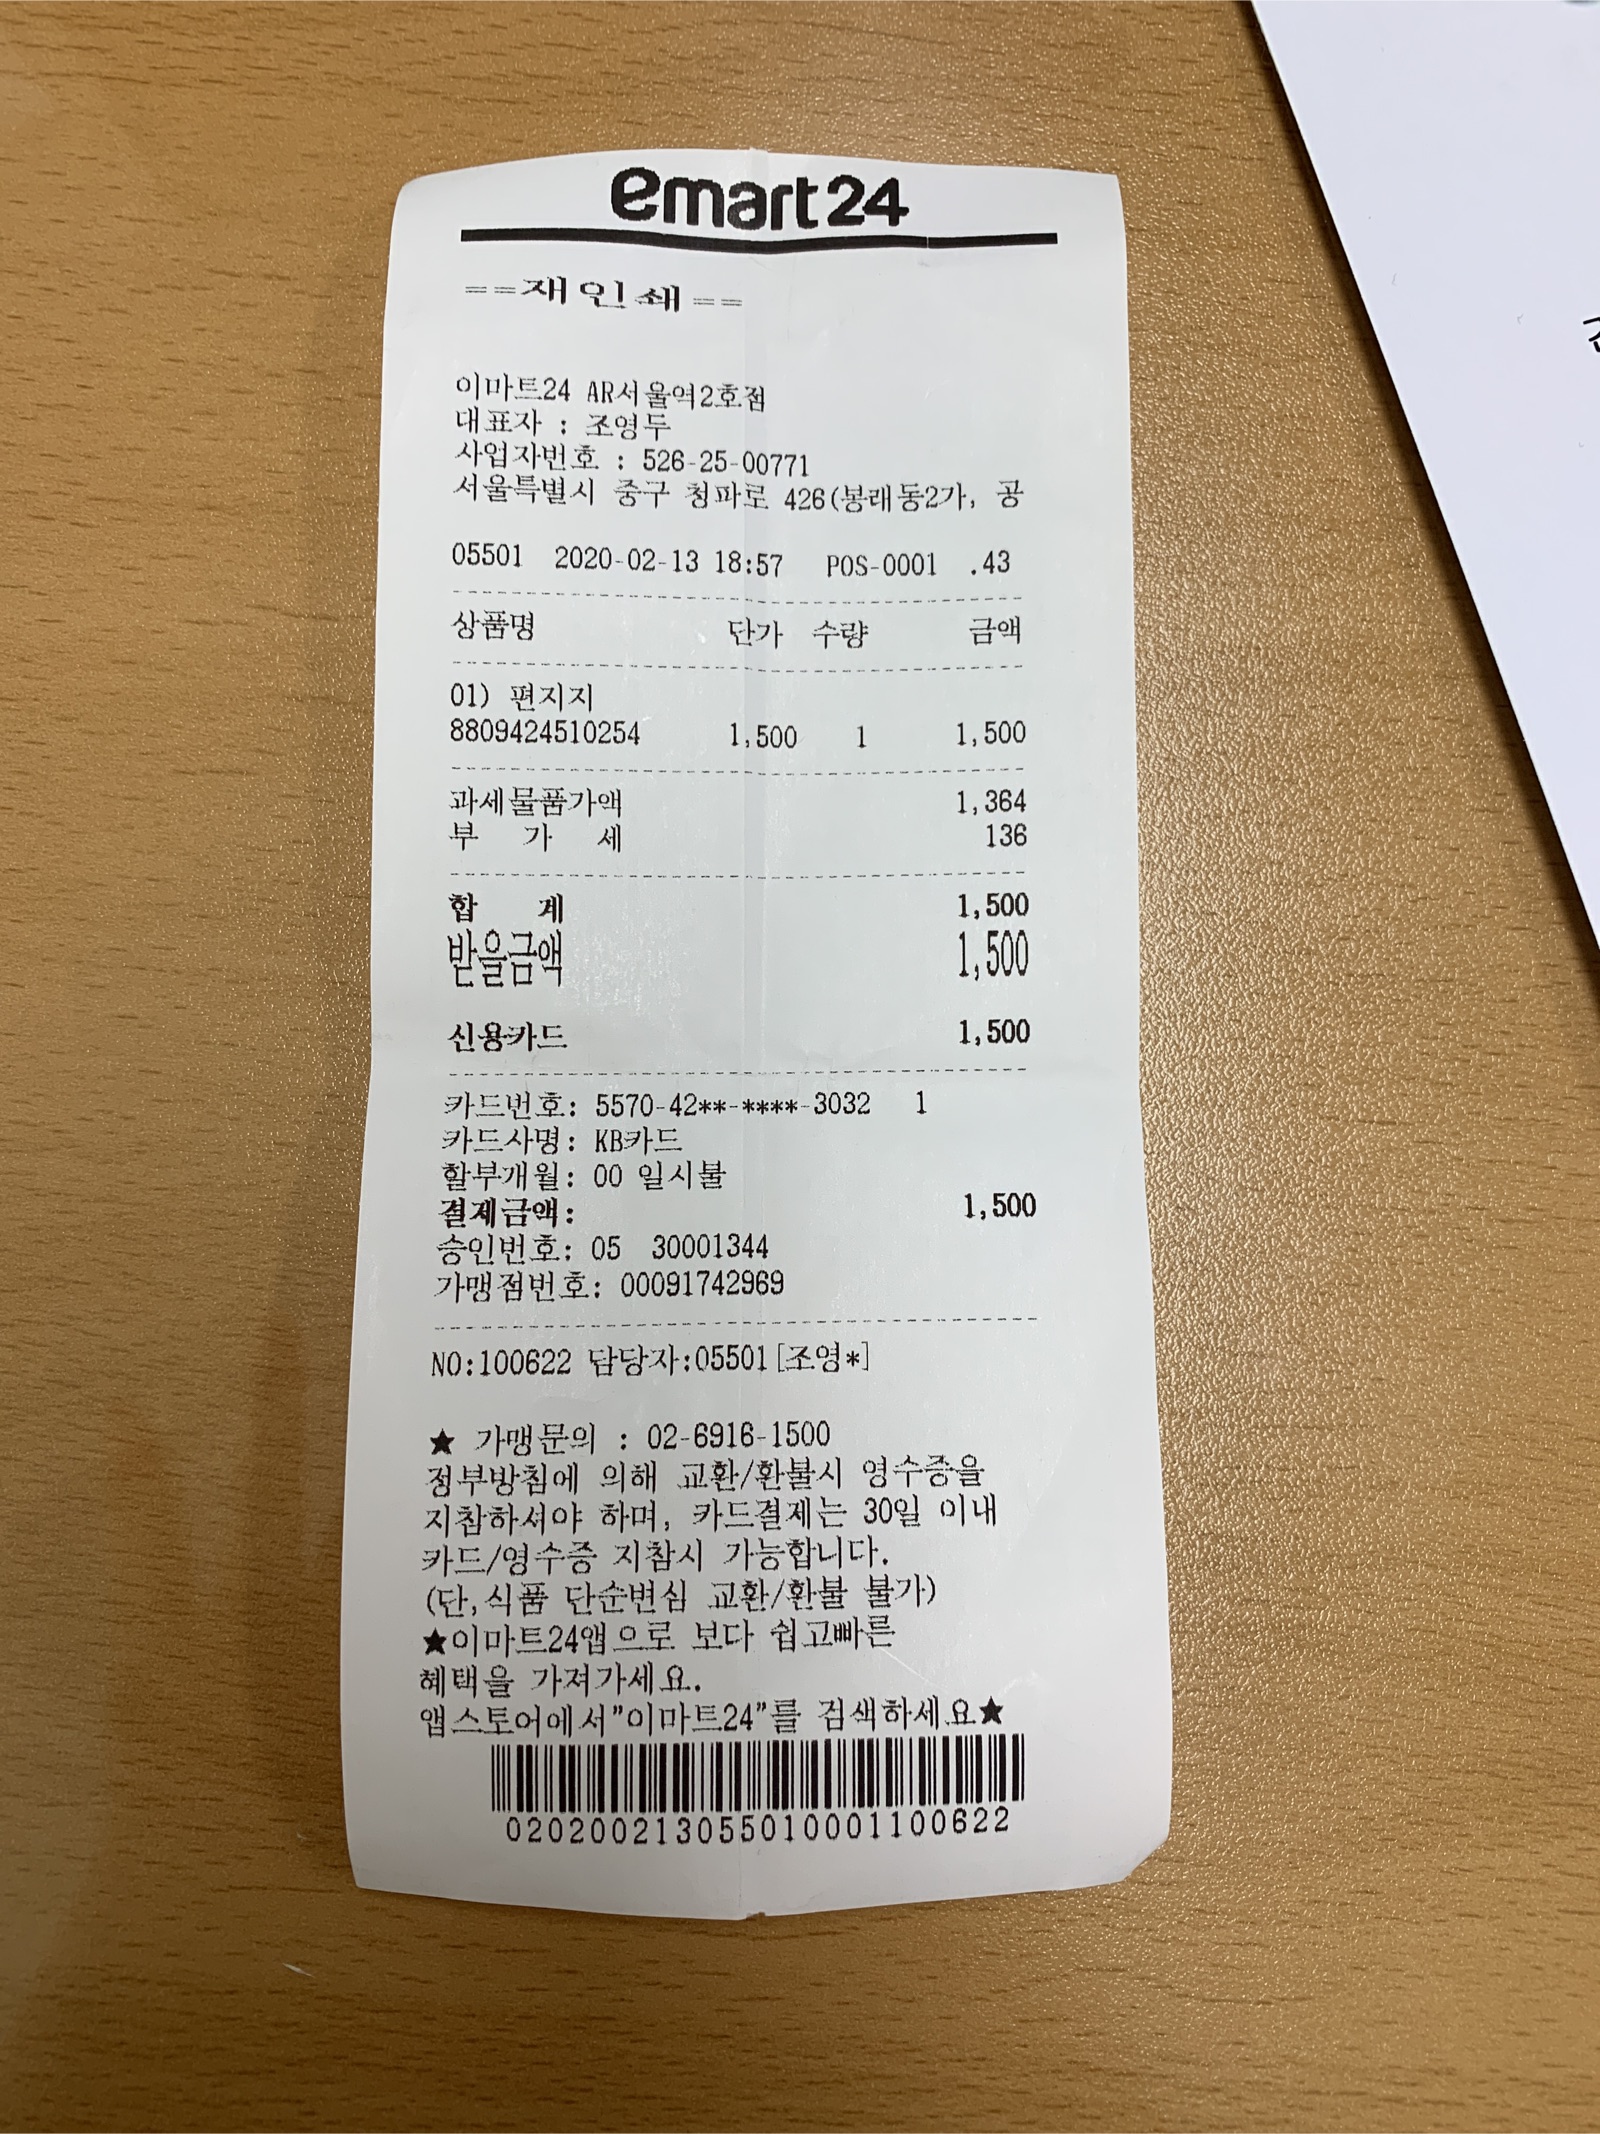 emart24
==재인쇄==
이마트24 AR서울역2호점
대표자 : 조영두
사업자번호 : 526-25-00771
서울특별시 중구 청파로 426(봉래동2가, 공
05501 2020-02-13 18:57 POS-0001 .43
상품명 단가 수량 금액
01) 편지지
8809424510254 1,500 1 1,500
과세물품가액 1,364
부 가 세 136
합 계 1,500
받을금액 1,500
신용카드 1,500
카드번호: 5570-42**-****-3032 1
카드사명: KB카드
할부개월: 00 일시불
결제금액: 1,500
승인번호: 05 30001344
가맹점번호: 00091742969
NO:100622 담당자:05501[조영*]
★ 가맹문의 : 02-6916-1500
정부방침에 의해 교환/환불시 영수증을
지참하셔야 하며, 카드결제는 30일 이내
카드/영수증 지참시 가능합니다.
(단,식품 단순변심 교환/환불 불가)
★이마트24앱으로 보다 쉽고빠른
혜택을 가져가세요.
앱스토어에서"이마트24"를 검색하세요★
020200213055010001100622